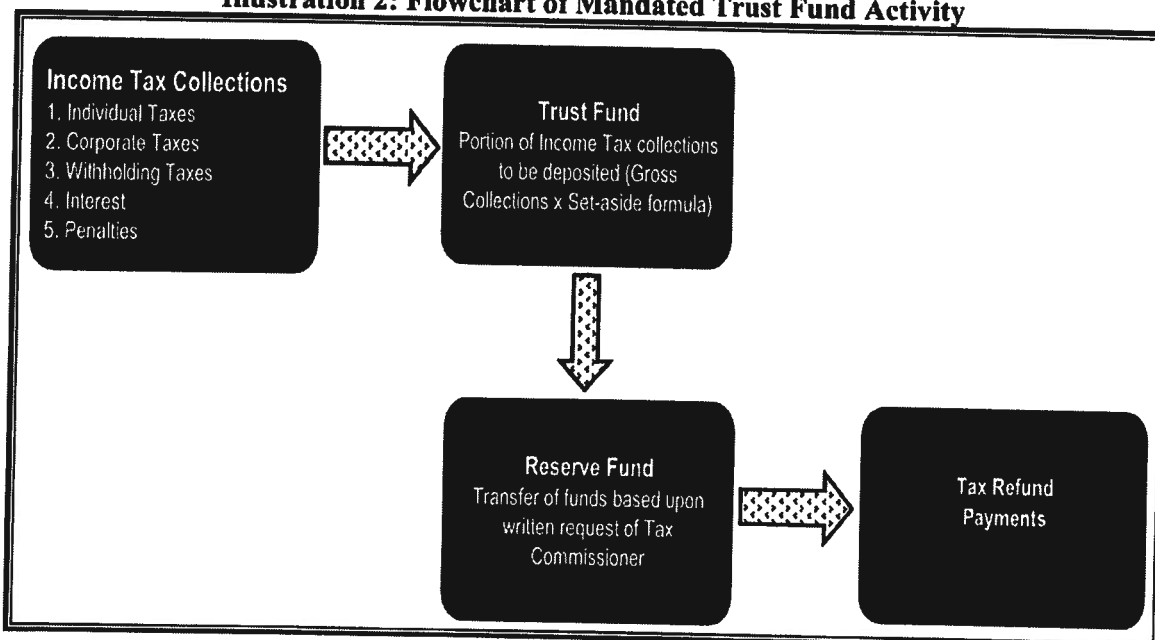 Illustration 2: Flowchart of Mandated Trust Fund Activity
Income Tax Collections
1. Individual Taxes
2. Corporate Taxes
3. Withholding Taxes
4. Interest
5. Penalties
Trust Fund
Portion of Income Tax collections
to be deposited (Gross
Collections x Set-aside formula)
Reserve Fund
Transfer of funds based upon
written request of Tax
Commissioner
Tax Refund
Payments